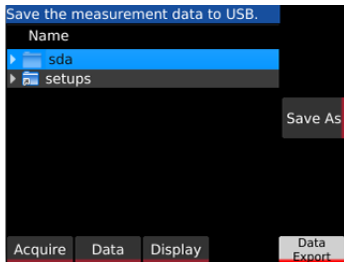 Save the measurement data to USB.
Name
sda
setups
Save As
Acquire
Data
Display
Data
Export